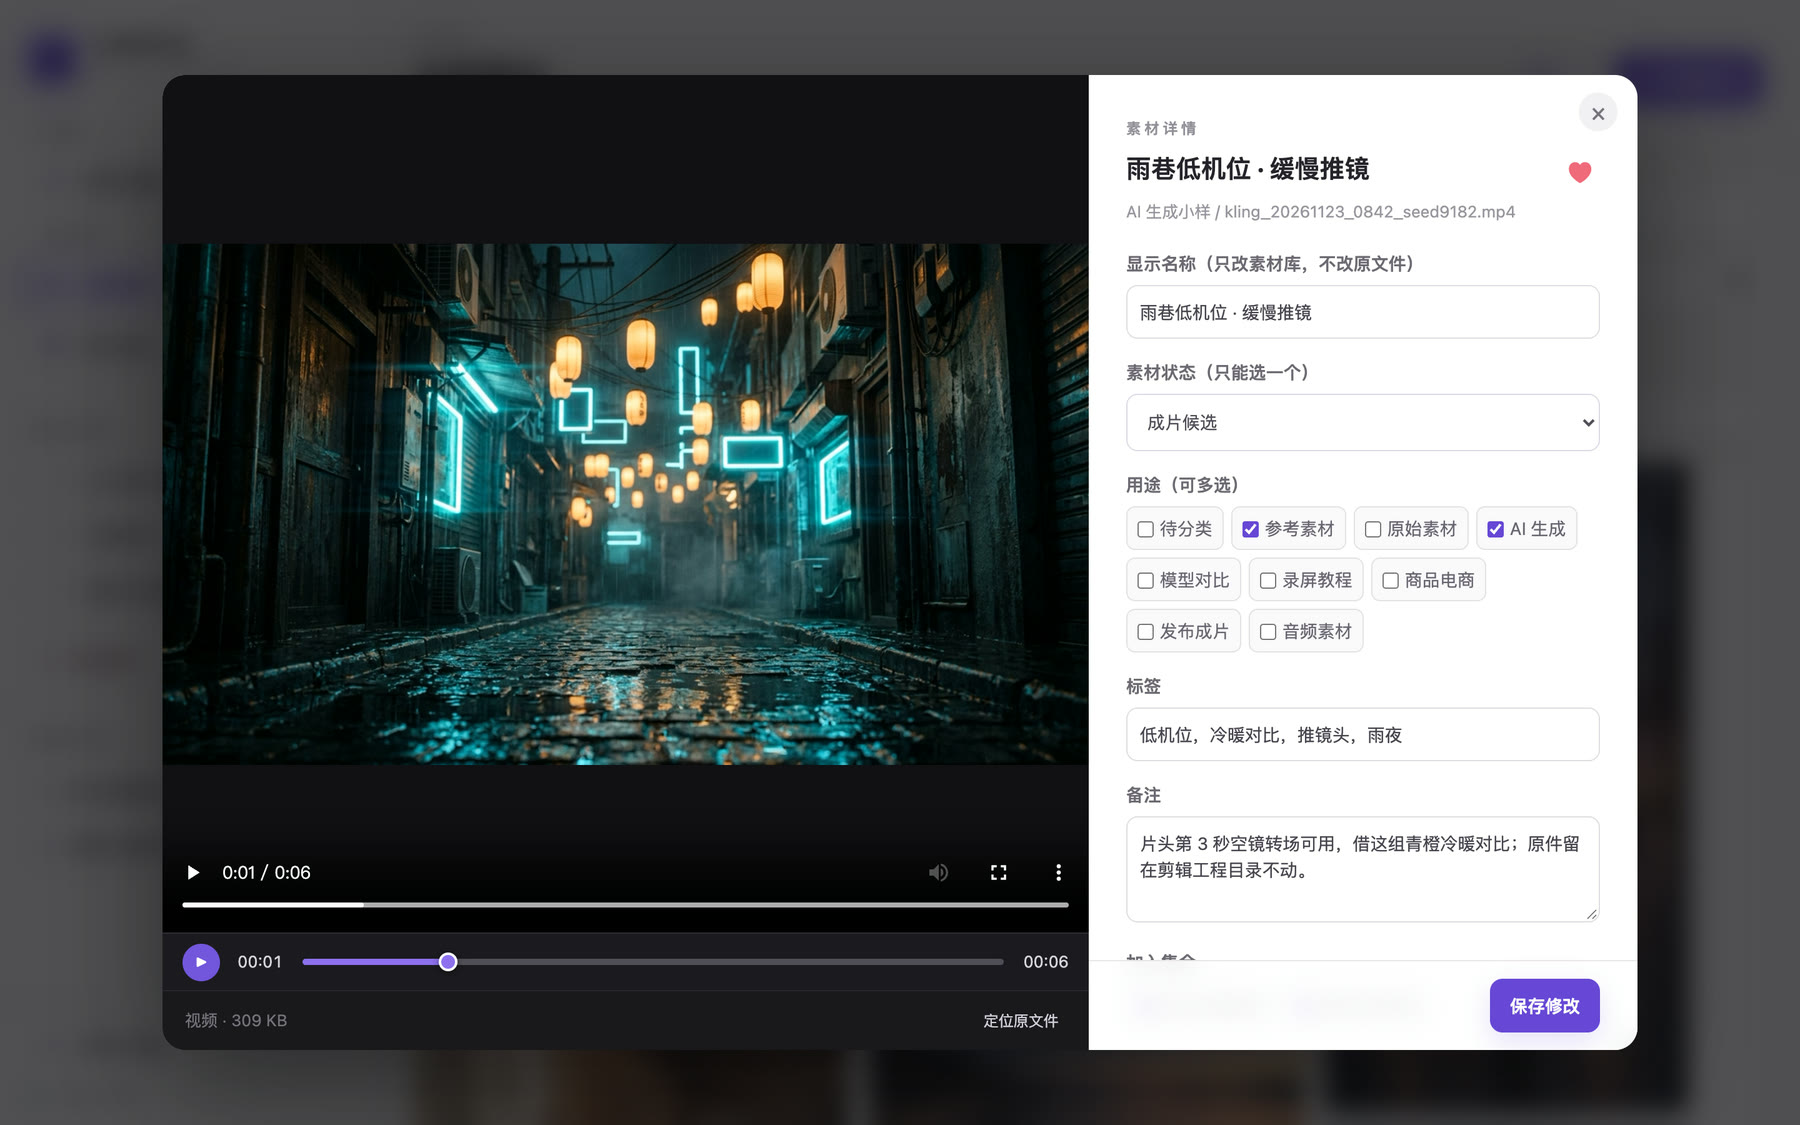 素材详情
雨巷低机位 · 缓慢推镜
AI 生成小样 / kling_20261123_0842_seed9182.mp4
显示名称（只改素材库，不改原文件）
雨巷低机位 · 缓慢推镜
素材状态（只能选一个）
成片候选
用途（可多选）
待分类 参考素材 原始素材 AI 生成
模型对比 录屏教程 商品电商
发布成片 音频素材
标签
低机位，冷暖对比，推镜头，雨夜
备注
片头第 3 秒空镜转场可用，借这组青橙冷暖对比；原件留
在剪辑工程目录不动。
加入集合
保存修改
0:01 / 0:06
00:01 00:06
视频 · 309 KB 定位原文件